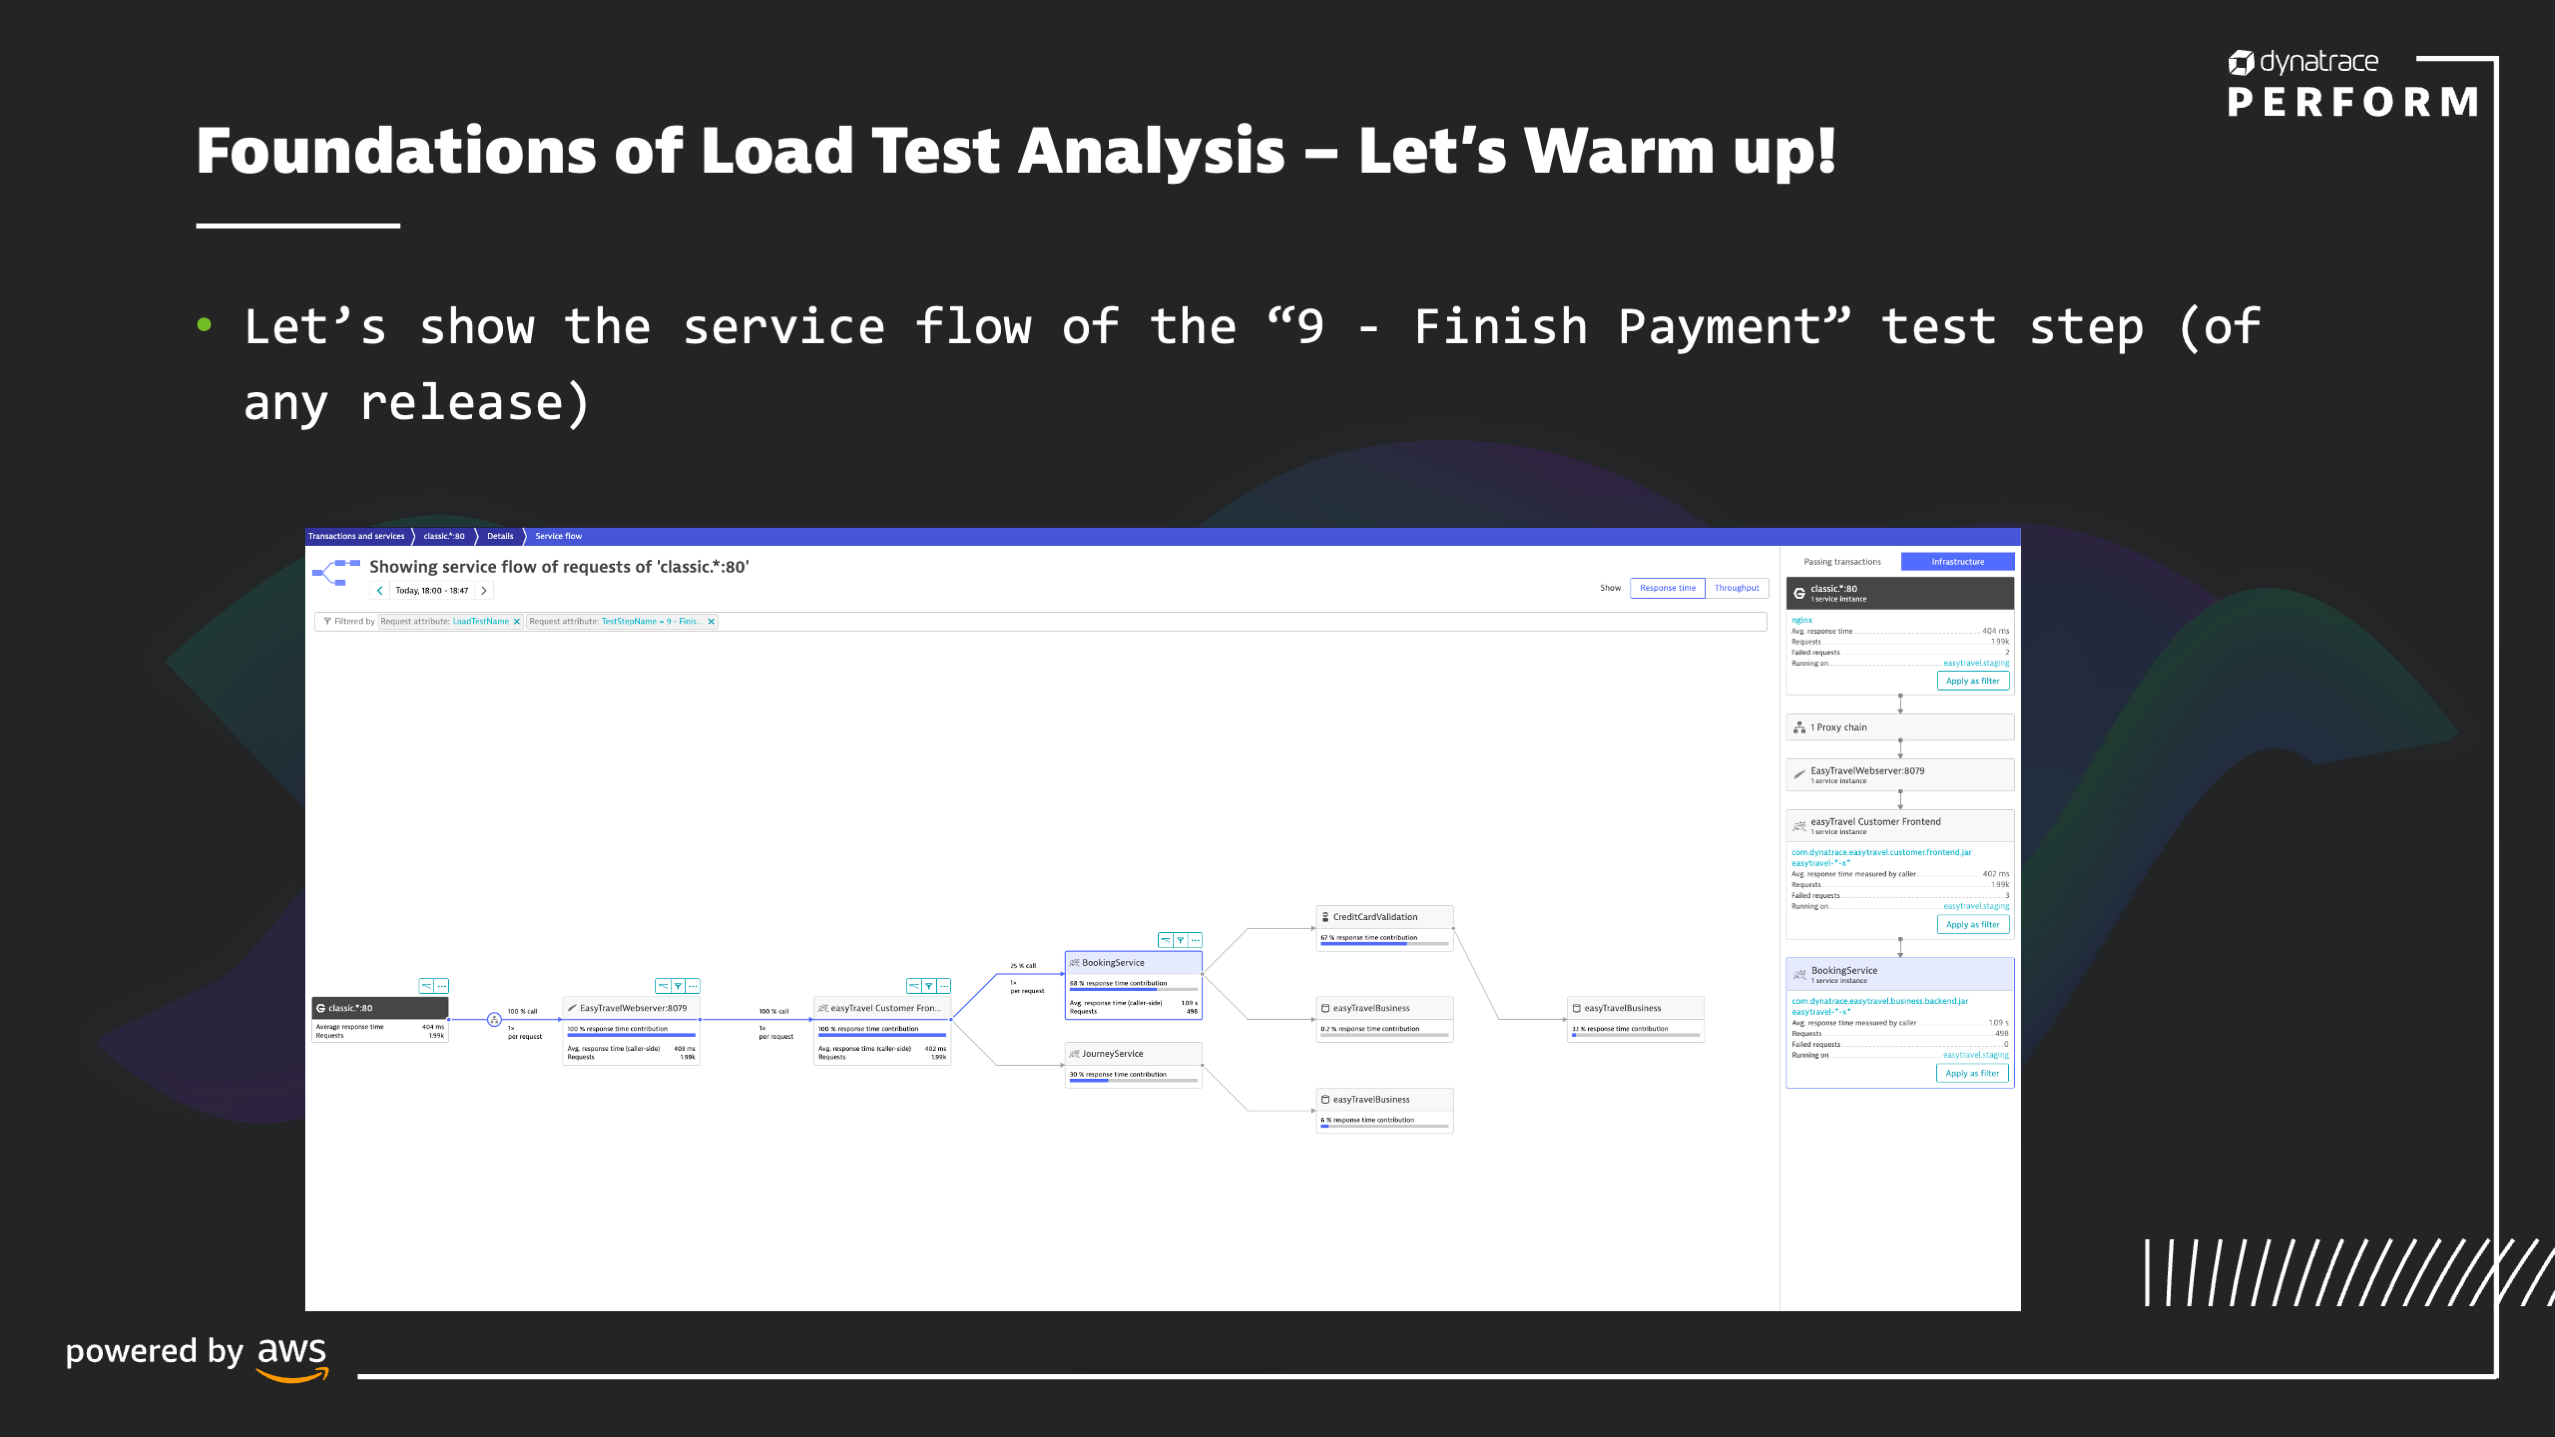 dynatrace
PERFORM
Foundations of Load Test Analysis – Let’s Warm up!
• Let’s show the service flow of the “9 - Finish Payment” test step (of
any release)
Transactions and services classic.*:80 Details Service flow
Showing service flow of requests of 'classic.*:80'
Today, 18:00 - 18:47
Show Response time Throughput
Filtered by Request attribute: LoadTestName × Request attribute: TestStepName = 9 - Finis... ×
classic.*:80
Average response time 404 ms
Requests 1.99k
100 % call
1x
per request
EasyTravelWebserver:8079
100 % response time contribution
Avg. response time (caller-side) 403 ms
Requests 1.99k
100 % call
1x
per request
easyTravel Customer Fron...
100 % response time contribution
Avg. response time (caller-side) 402 ms
Requests 1.99k
25 % call
1x
per request
BookingService
68 % response time contribution
Avg. response time (caller-side) 1.09 s
Requests 498
JourneyService
30 % response time contribution
CreditCardValidation
67 % response time contribution
easyTravelBusiness
0.2 % response time contribution
easyTravelBusiness
6 % response time contribution
easyTravelBusiness
3.1 % response time contribution
Passing transactions Infrastructure
classic.*:80
1 service instance
nginx
Avg. response time 404 ms
Requests 1.99k
Failed requests 2
Running on easytravel.staging
Apply as filter
1 Proxy chain
EasyTravelWebserver:8079
1 service instance
easyTravel Customer Frontend
1 service instance
com.dynatrace.easytravel.customer.frontend.jar
easytravel-*-x*
Avg. response time measured by caller 402 ms
Requests 1.99k
Failed requests 3
Running on easytravel.staging
Apply as filter
BookingService
1 service instance
com.dynatrace.easytravel.business.backend.jar
easytravel-*-x*
Avg. response time measured by caller 1.09 s
Requests 498
Failed requests 0
Running on easytravel.staging
Apply as filter
powered by aws